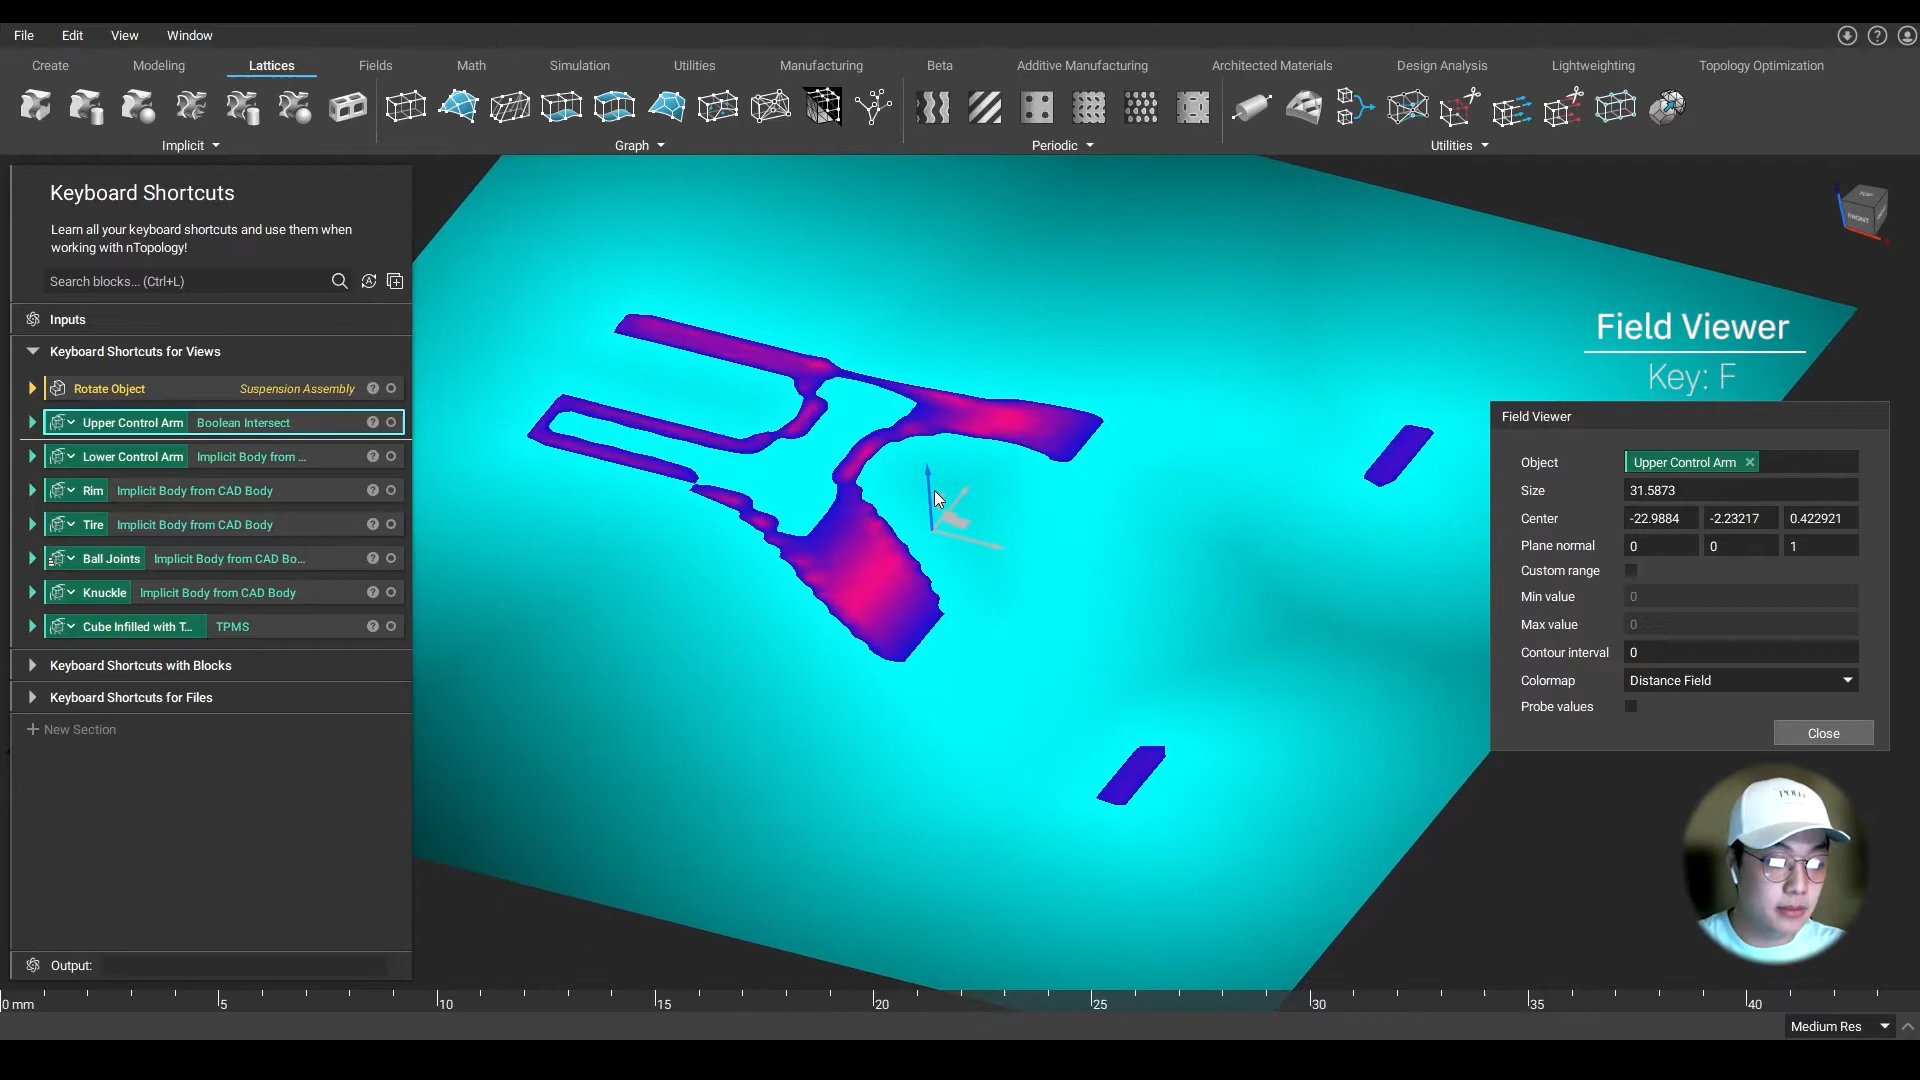 File Edit View Window
Create Modeling Lattices Fields Math Simulation Utilities Manufacturing Beta Additive Manufacturing Architected Materials Design Analysis Lightweighting Topology Optimization
Implicit Graph Periodic Utilities
Keyboard Shortcuts
Learn all your keyboard shortcuts and use them when
working with nTopology!
Search blocks... (Ctrl+L)
Inputs
Keyboard Shortcuts for Views
Rotate Object Suspension Assembly
Upper Control Arm Boolean Intersect
Lower Control Arm Implicit Body from ...
Rim Implicit Body from CAD Body
Tire Implicit Body from CAD Body
Ball Joints Implicit Body from CAD Bo...
Knuckle Implicit Body from CAD Body
Cube Infilled with T... TPMS
Keyboard Shortcuts with Blocks
Keyboard Shortcuts for Files
New Section
Output:
TOP
FRONT
Field Viewer
Key: F
Field Viewer
Object Upper Control Arm
Size 31.5873
Center -22.9884 -2.23217 0.422921
Plane normal 0 0 1
Custom range
Min value 0
Max value 0
Contour interval 0
Colormap Distance Field
Probe values
Close
POLO
0 mm 5 10 15 20 25 30 35 40
Medium Res